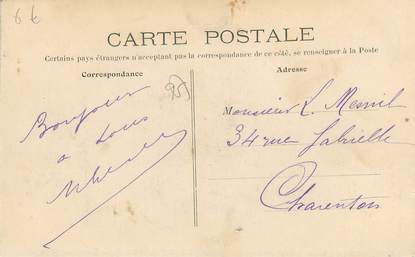 6 €
CARTE POSTALE
Certains pays étrangers n'acceptant pas la correspondance de ce côté, se renseigner à la Poste
Correspondance
Adresse
Bonjour
à tous
Monsieur L. Mesnil
34 rue Gabrielle
Charenton